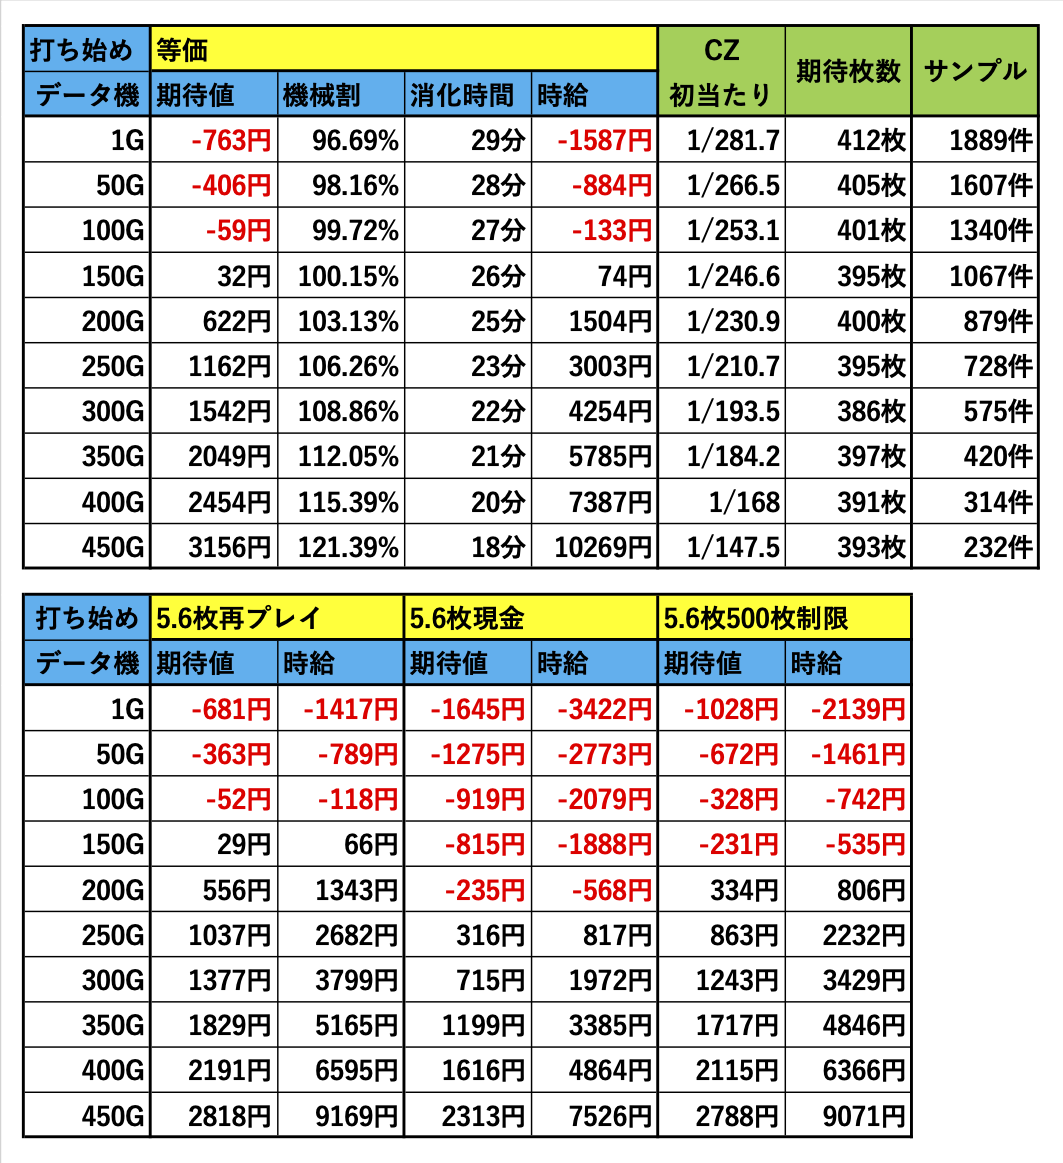 打ち始め 等価 CZ 期待枚数 サンプル
データ機 期待値 機械割 消化時間 時給 初当たり
1G -763円 96.69% 29分 -1587円 1/281.7 412枚 1889件
50G -406円 98.16% 28分 -884円 1/266.5 405枚 1607件
100G -59円 99.72% 27分 -133円 1/253.1 401枚 1340件
150G 32円 100.15% 26分 74円 1/246.6 395枚 1067件
200G 622円 103.13% 25分 1504円 1/230.9 400枚 879件
250G 1162円 106.26% 23分 3003円 1/210.7 395枚 728件
300G 1542円 108.86% 22分 4254円 1/193.5 386枚 575件
350G 2049円 112.05% 21分 5785円 1/184.2 397枚 420件
400G 2454円 115.39% 20分 7387円 1/168 391枚 314件
450G 3156円 121.39% 18分 10269円 1/147.5 393枚 232件
打ち始め 5.6枚再プレイ 5.6枚現金 5.6枚500枚制限
データ機 期待値 時給 期待値 時給 期待値 時給
1G -681円 -1417円 -1645円 -3422円 -1028円 -2139円
50G -363円 -789円 -1275円 -2773円 -672円 -1461円
100G -52円 -118円 -919円 -2079円 -328円 -742円
150G 29円 66円 -815円 -1888円 -231円 -535円
200G 556円 1343円 -235円 -568円 334円 806円
250G 1037円 2682円 316円 817円 863円 2232円
300G 1377円 3799円 715円 1972円 1243円 3429円
350G 1829円 5165円 1199円 3385円 1717円 4846円
400G 2191円 6595円 1616円 4864円 2115円 6366円
450G 2818円 9169円 2313円 7526円 2788円 9071円